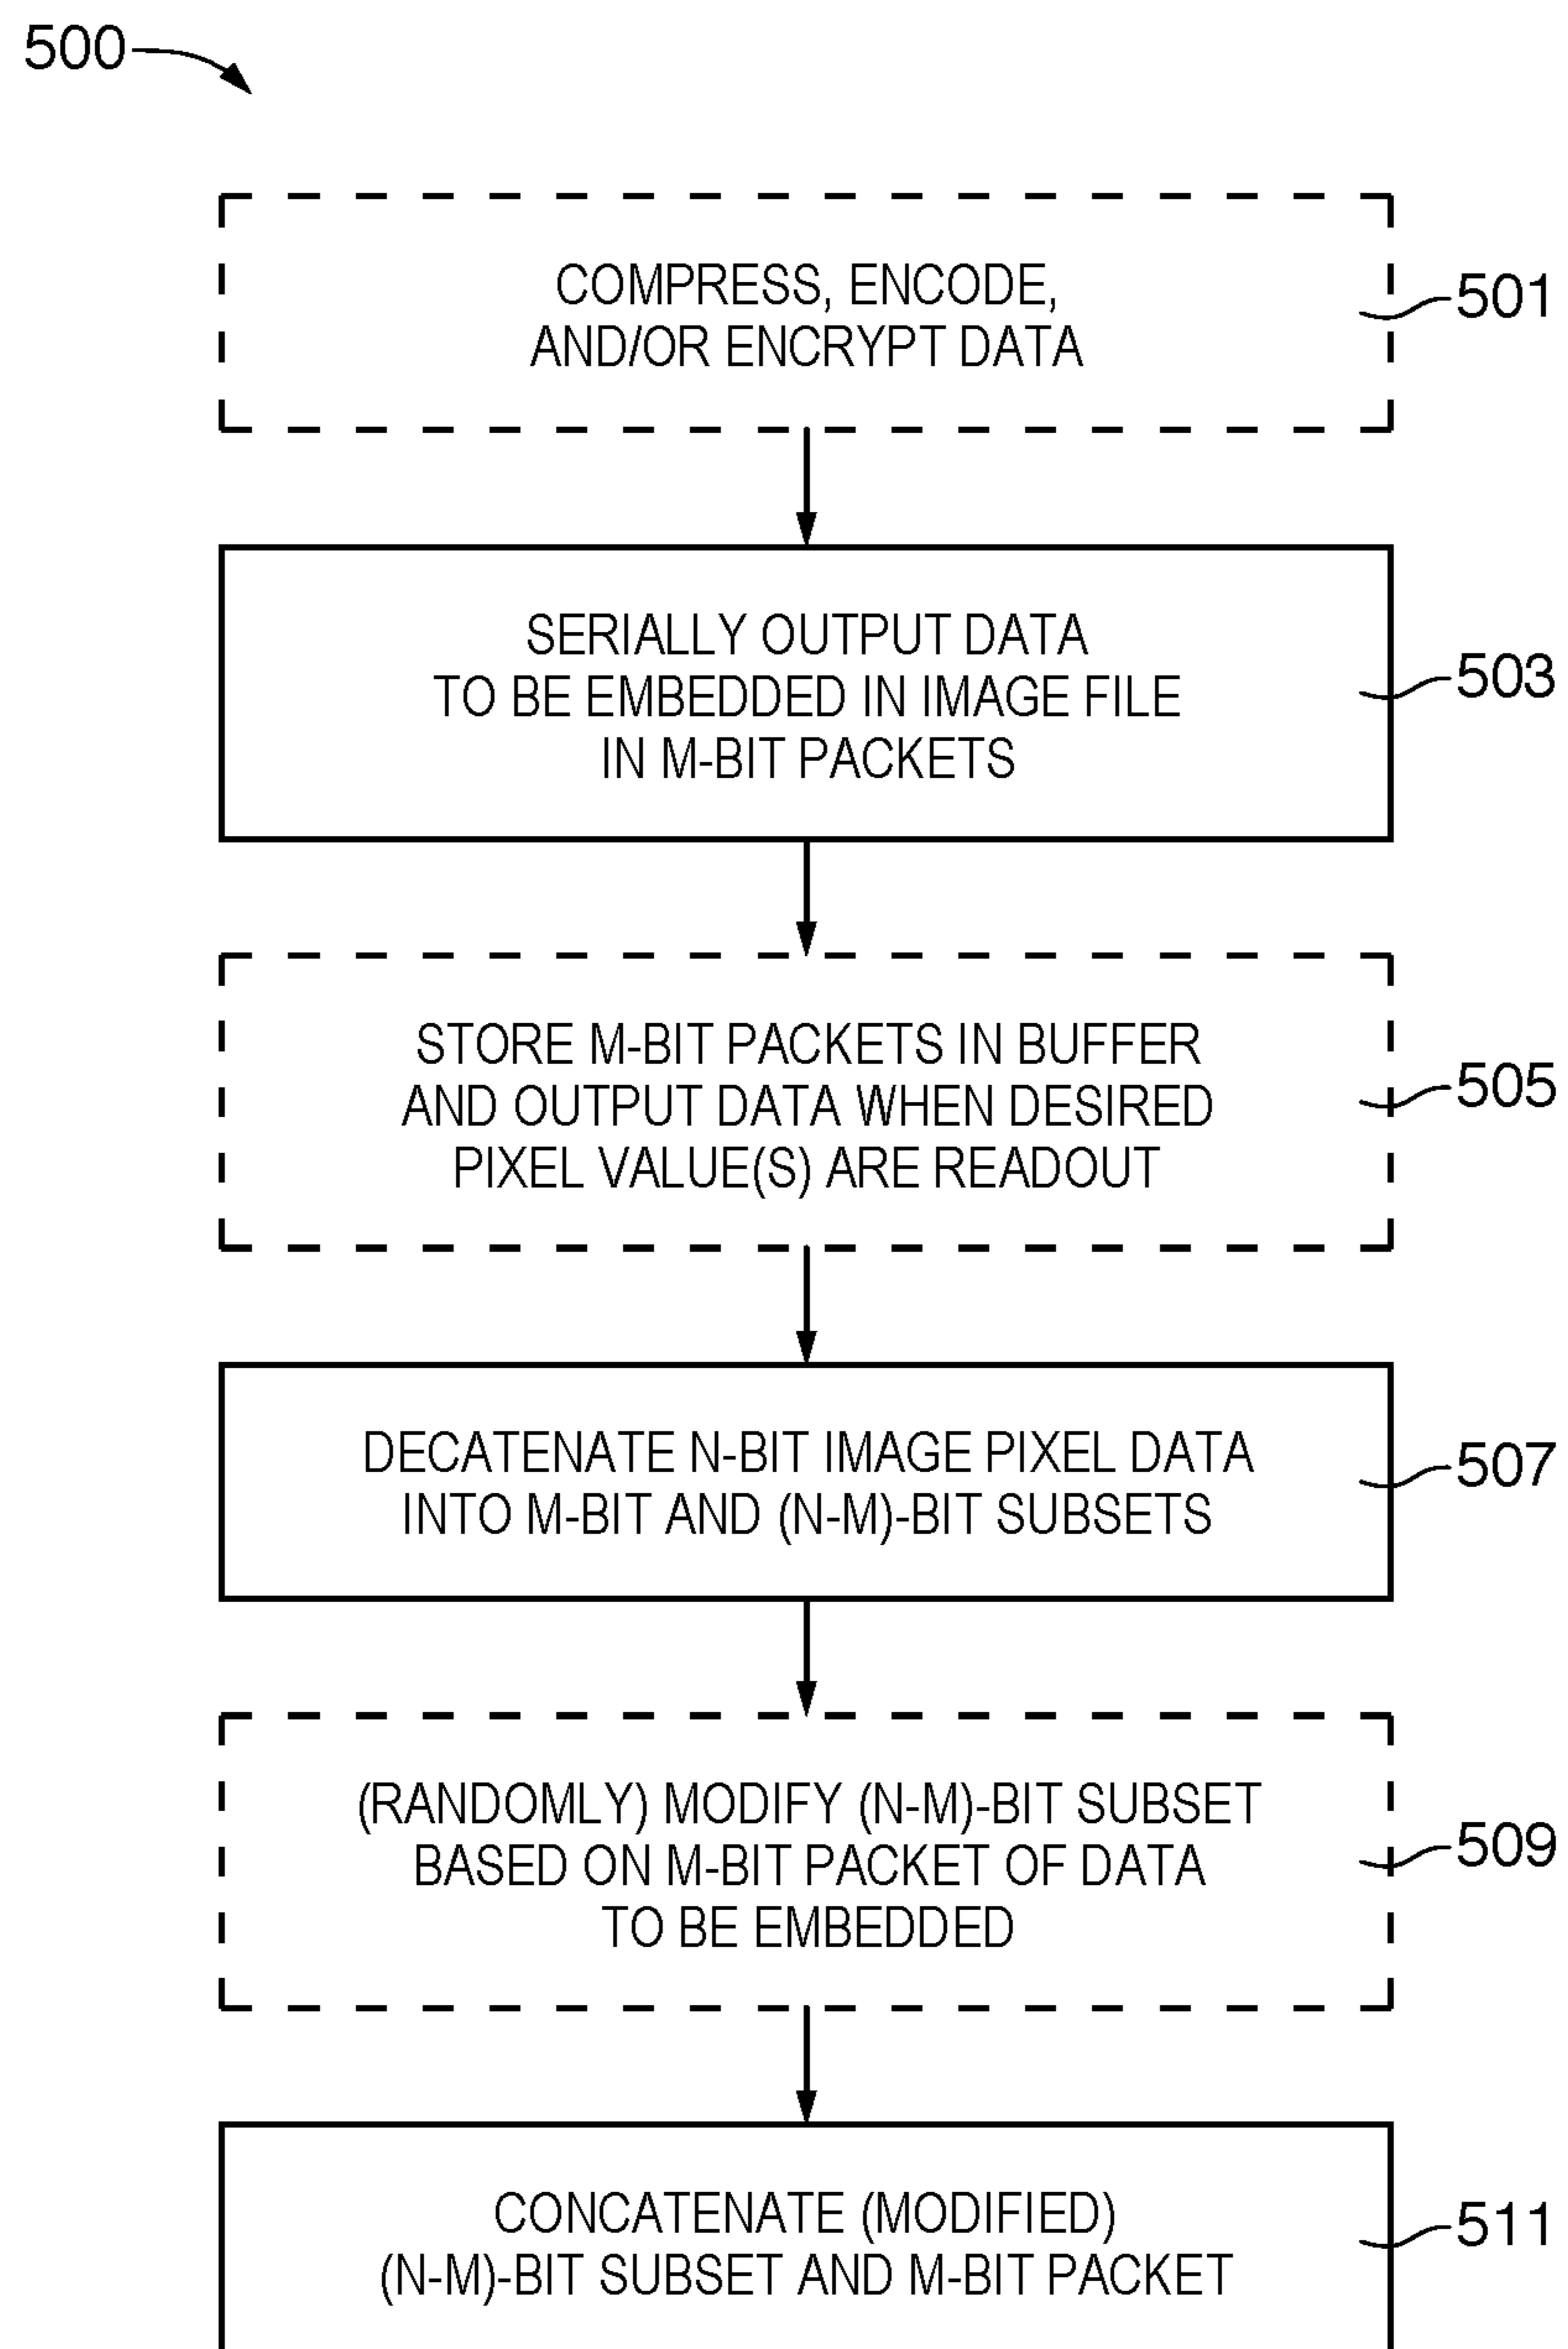 500
COMPRESS, ENCODE,
AND/OR ENCRYPT DATA
501
SERIALLY OUTPUT DATA
TO BE EMBEDDED IN IMAGE FILE
IN M-BIT PACKETS
503
STORE M-BIT PACKETS IN BUFFER
AND OUTPUT DATA WHEN DESIRED
PIXEL VALUE(S) ARE READOUT
505
DECATENATE N-BIT IMAGE PIXEL DATA
INTO M-BIT AND (N-M)-BIT SUBSETS
507
(RANDOMLY) MODIFY (N-M)-BIT SUBSET
BASED ON M-BIT PACKET OF DATA
TO BE EMBEDDED
509
CONCATENATE (MODIFIED)
(N-M)-BIT SUBSET AND M-BIT PACKET
511